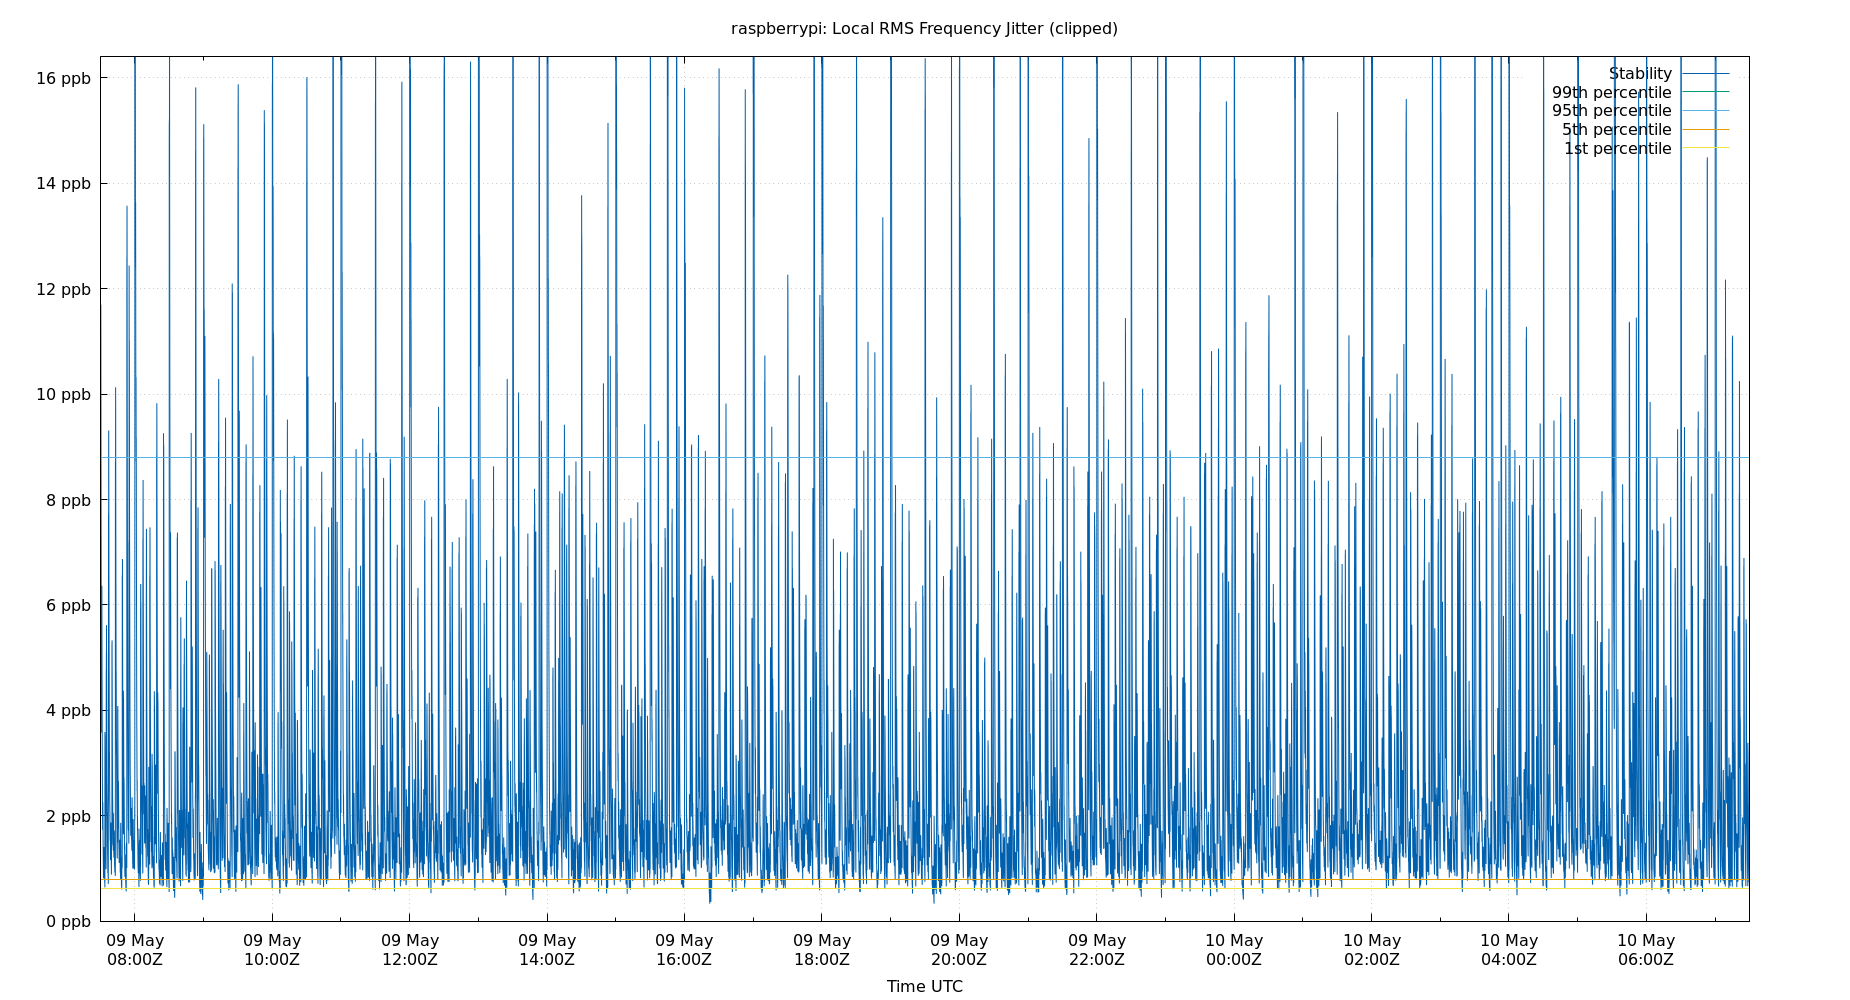 raspberrypi: Local RMS Frequency Jitter (clipped)
16 ppb
14 ppb
12 ppb
10 ppb
8 ppb
6 ppb
4 ppb
2 ppb
0 ppb
Stability
99th percentile
95th percentile
5th percentile
1st percentile
09 May 09 May 09 May 09 May 09 May 09 May 09 May 09 May 10 May 10 May 10 May 10 May
08:00Z 10:00Z 12:00Z 14:00Z 16:00Z 18:00Z 20:00Z 22:00Z 00:00Z 02:00Z 04:00Z 06:00Z
Time UTC